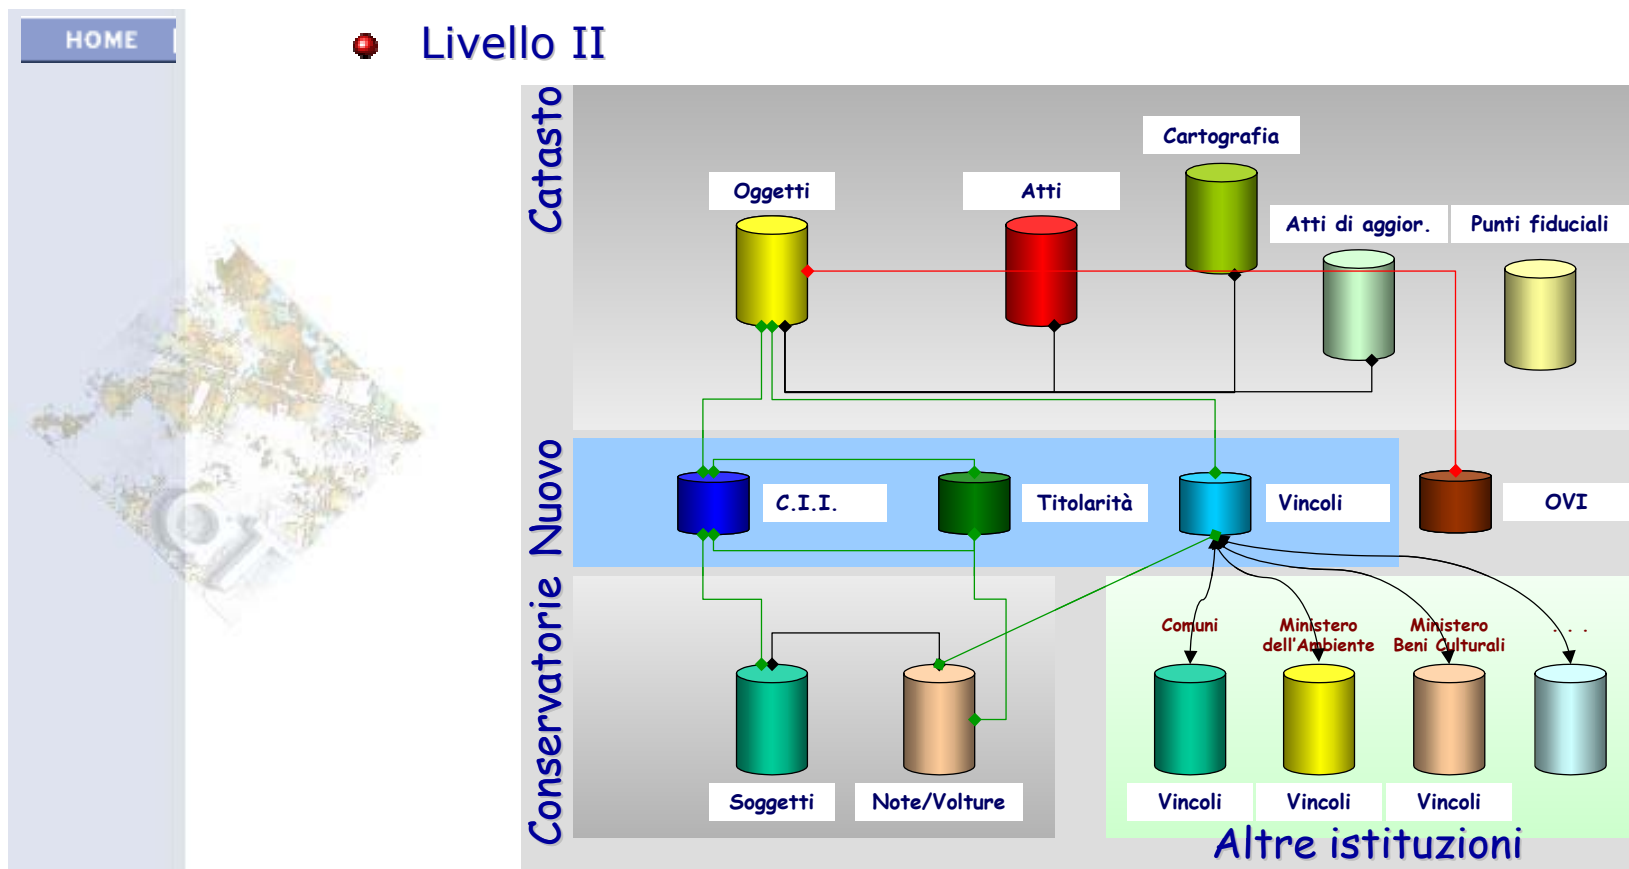 HOME
Livello II
Catasto
Cartografia
Oggetti
Atti
Atti di aggior.
Punti fiduciali
Nuovo
C.I.I.
Titolarità
Vincoli
OVI
Conservatorie
Comuni
Ministero
dell'Ambiente
Ministero
Beni Culturali
. . .
Soggetti
Note/Volture
Vincoli
Vincoli
Vincoli
Altre istituzioni